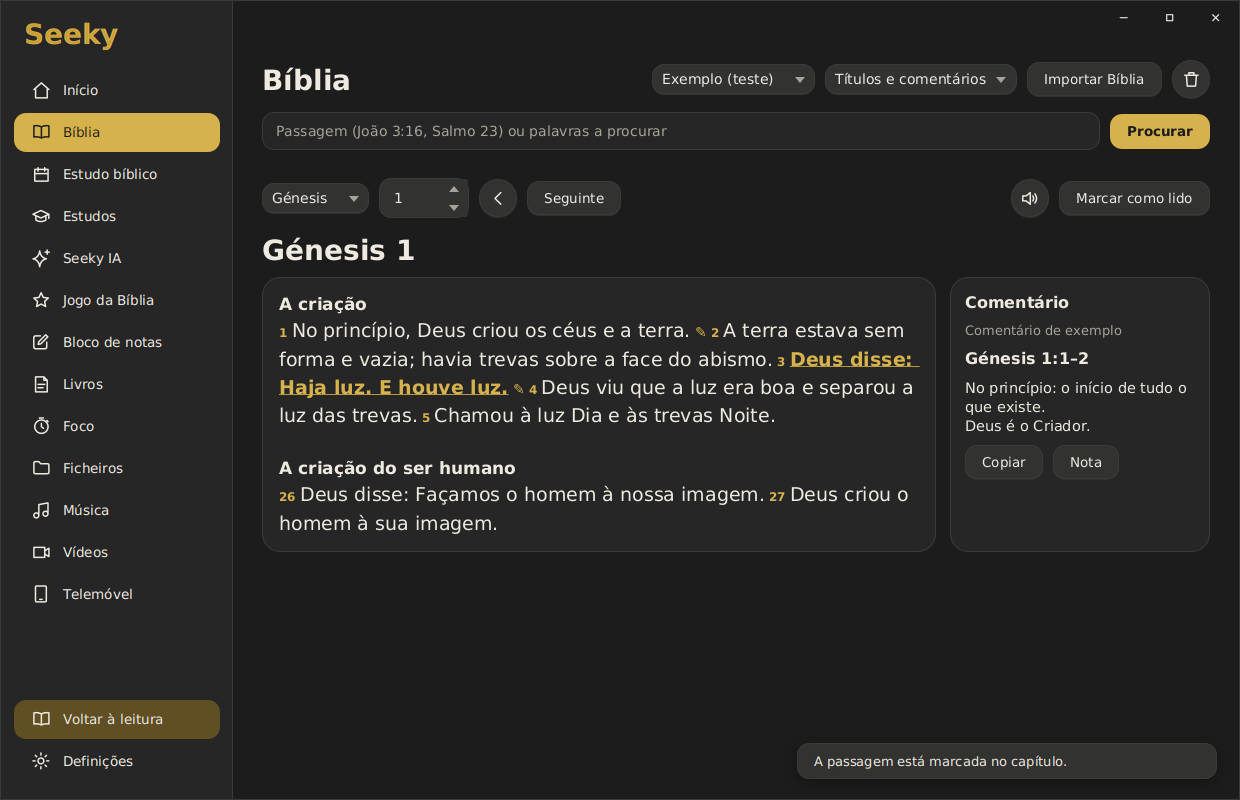 Seeky
Início
Bíblia
Estudo bíblico
Estudos
Seeky IA
Jogo da Bíblia
Bloco de notas
Livros
Foco
Ficheiros
Música
Vídeos
Telemóvel
Voltar à leitura
Definições
Bíblia
Exemplo (teste)
Títulos e comentários
Importar Bíblia
Passagem (João 3:16, Salmo 23) ou palavras a procurar
Procurar
Génesis
1
Seguinte
Marcar como lido
Génesis 1
A criação
1 No princípio, Deus criou os céus e a terra. ✎ 2 A terra estava sem
forma e vazia; havia trevas sobre a face do abismo. 3 Deus disse:
Haja luz. E houve luz. ✎ 4 Deus viu que a luz era boa e separou a
luz das trevas. 5 Chamou à luz Dia e às trevas Noite.
A criação do ser humano
26 Deus disse: Façamos o homem à nossa imagem. 27 Deus criou o
homem à sua imagem.
Comentário
Comentário de exemplo
Génesis 1:1–2
No princípio: o início de tudo o
que existe.
Deus é o Criador.
Copiar
Nota
A passagem está marcada no capítulo.